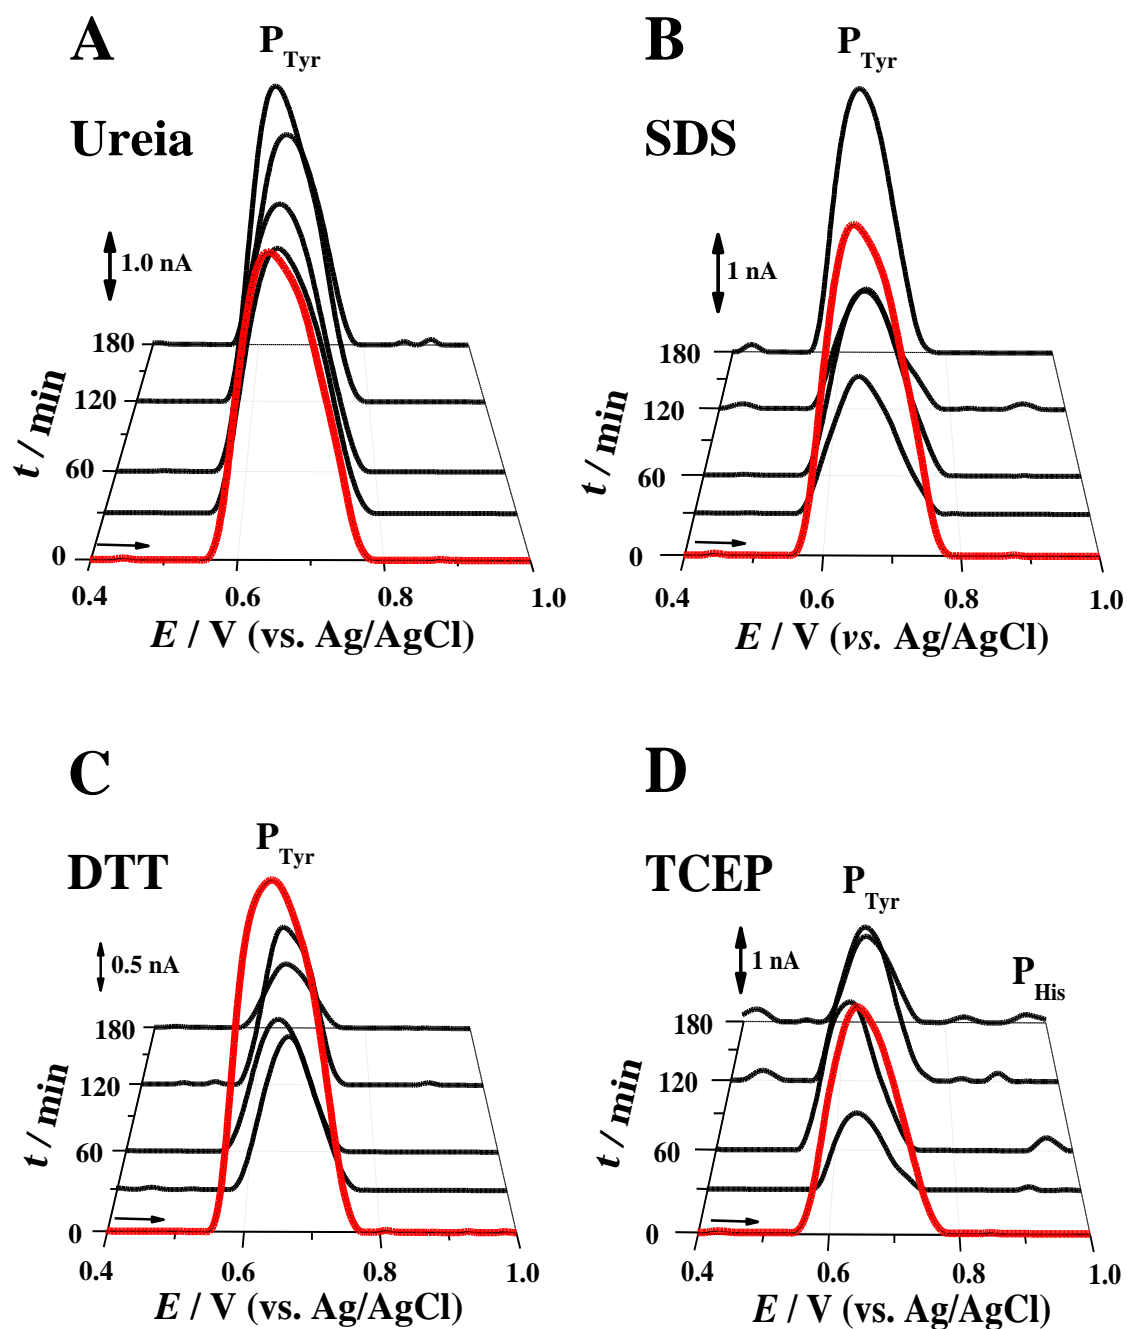 A
P Tyr
Ureia
1.0 nA
180
120
60
0
t / min
0.4 0.6 0.8 1.0
E / V (vs. Ag/AgCl)
B
P Tyr
SDS
1 nA
180
120
60
0
t / min
0.4 0.6 0.8 1.0
E / V (vs. Ag/AgCl)
C
P Tyr
DTT
0.5 nA
180
120
60
0
t / min
0.4 0.6 0.8 1.0
E / V (vs. Ag/AgCl)
D
P Tyr
TCEP
1 nA
P His
180
120
60
0
t / min
0.4 0.6 0.8 1.0
E / V (vs. Ag/AgCl)